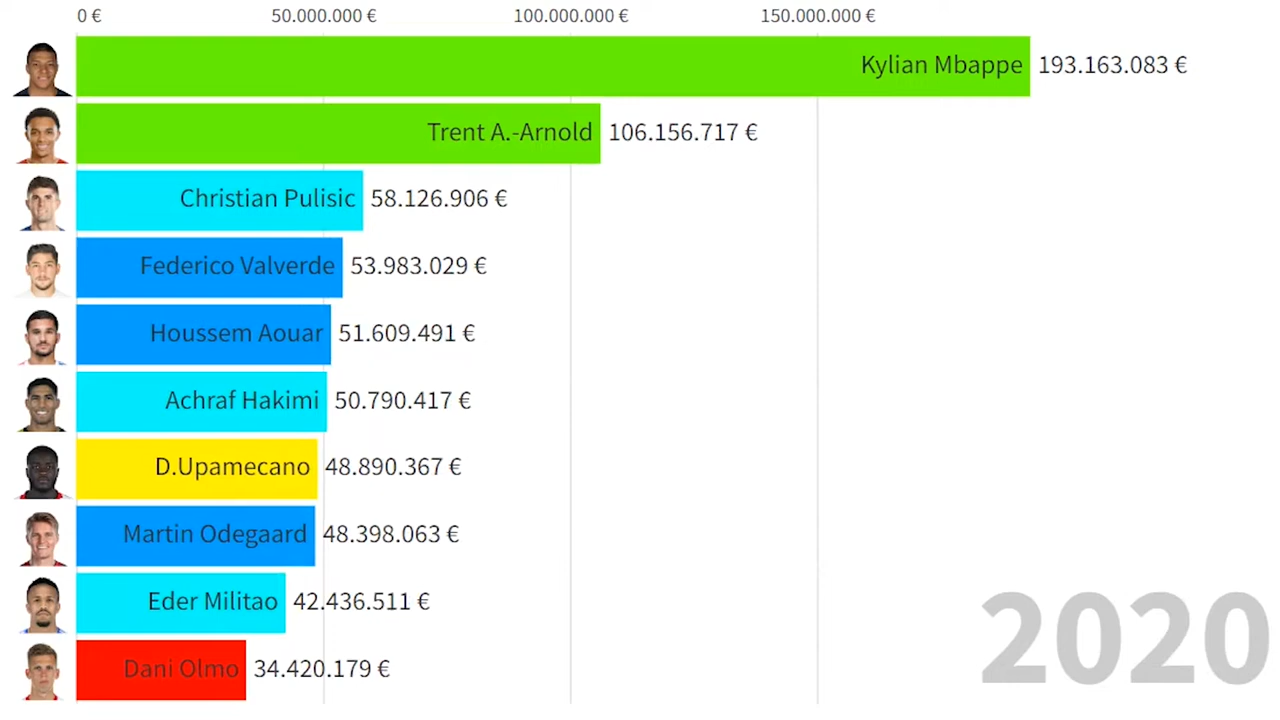 0 € 50.000.000 € 100.000.000 € 150.000.000 €
Kylian Mbappe 193.163.083 €
Trent A.-Arnold 106.156.717 €
Christian Pulisic 58.126.906 €
Federico Valverde 53.983.029 €
Houssem Aouar 51.609.491 €
Achraf Hakimi 50.790.417 €
D.Upamecano 48.890.367 €
Martin Odegaard 48.398.063 €
Eder Militao 42.436.511 €
Dani Olmo 34.420.179 €
2020